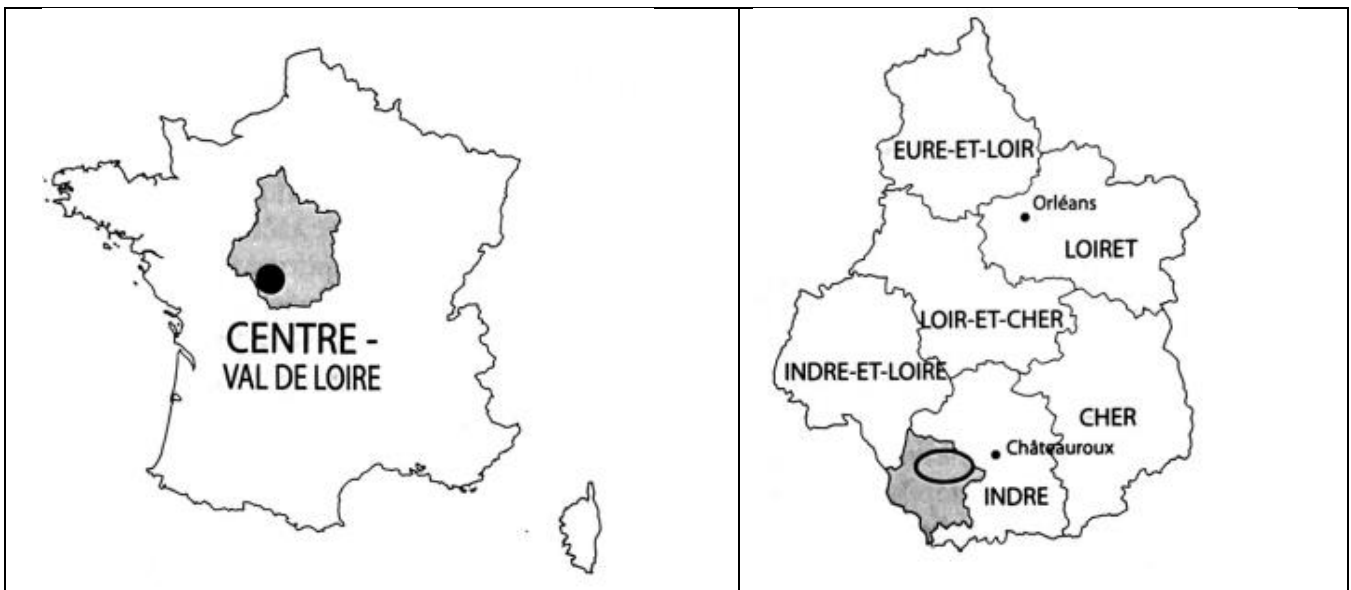 CENTRE -
VAL DE LOIRE
EURE-ET-LOIR
Orléans
LOIRET
LOIR-ET-CHER
INDRE-ET-LOIRE
CHER
Châteauroux
INDRE